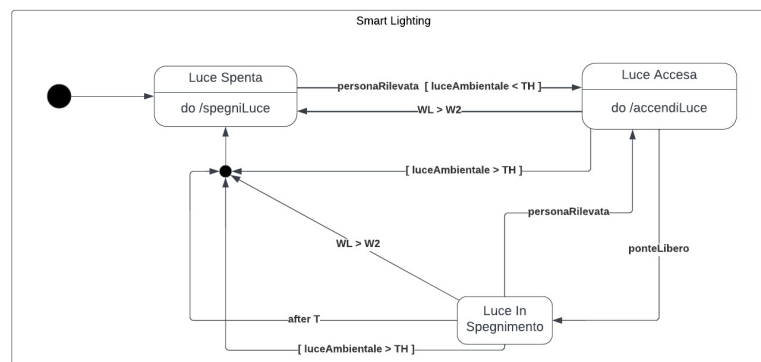 Smart Lighting
Luce Spenta
do /spegniLuce
personaRilevata [ luceAmbientale < TH ]
Luce Accesa
do /accendiLuce
WL > W2
[ luceAmbientale > TH ]
personaRilevata
WL > W2
ponteLibero
Luce In
Spegnimento
after T
[ luceAmbientale > TH ]